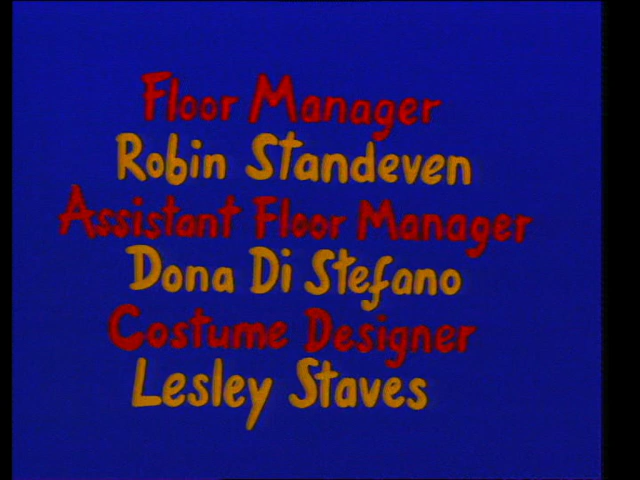 Floor Manager
Robin Standeven
Assistant Floor Manager
Dona Di Stefano
Costume Designer
Lesley Staves